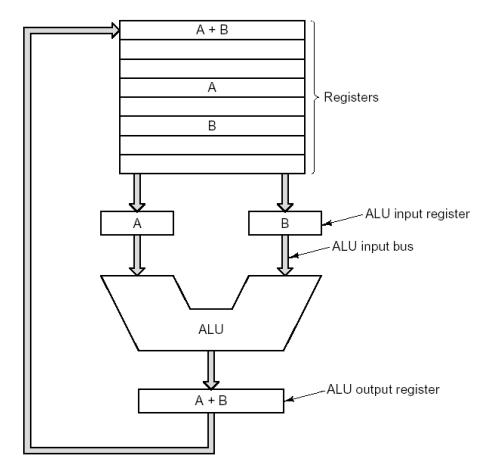 A + B
A
Registers
B
A
B
ALU input register
ALU input bus
ALU
ALU output register
A + B